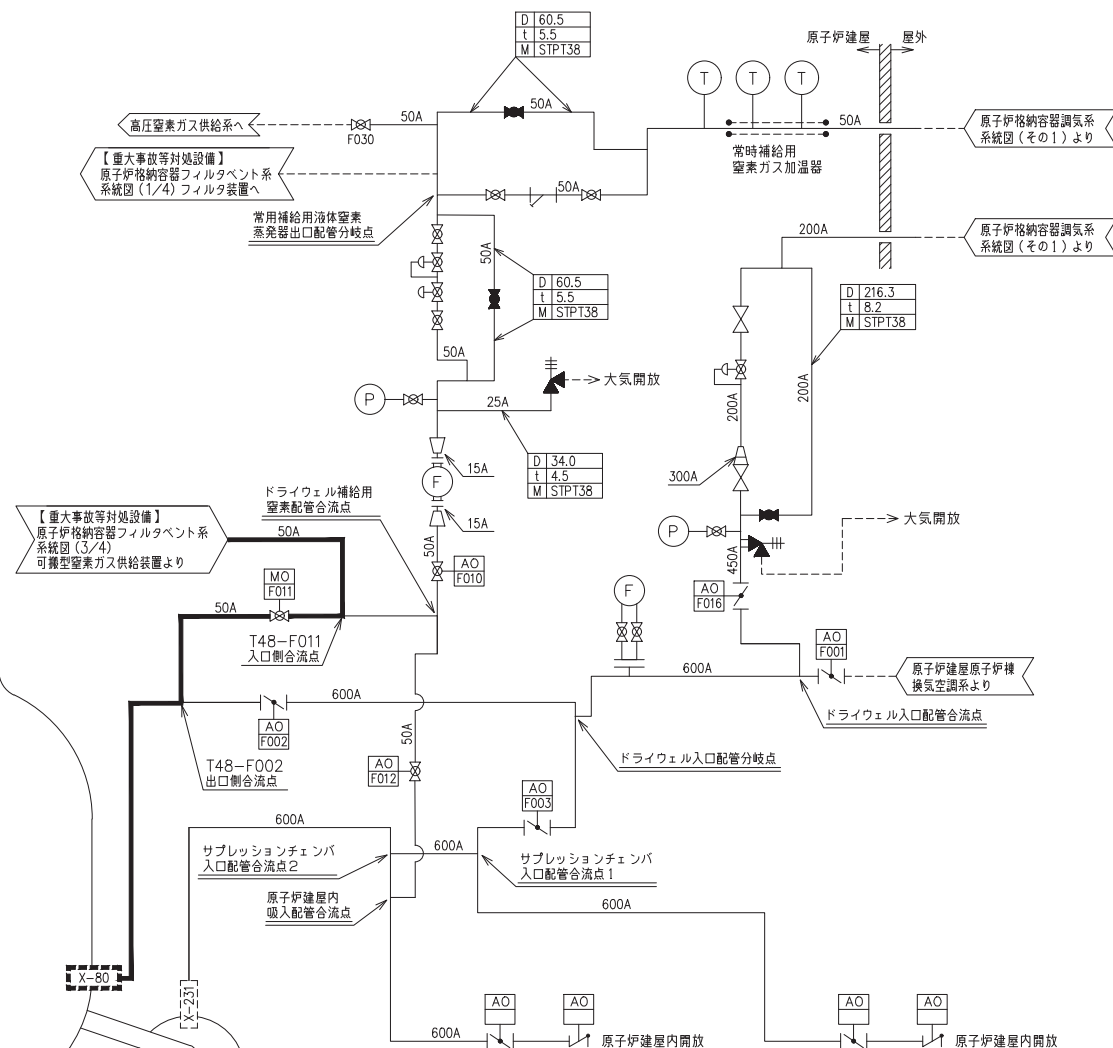 D 60.5
t 5.5
M STPT38
原子炉建屋
屋外
T
T
T
高圧窒素ガス供給系へ
F030
50A
50A
50A
原子炉格納容器調気系
系統図(その1)より
常時補給用
窒素ガス加温器
【重大事故等対処設備】
原子炉格納容器フィルタベント系
系統図(1/4)フィルタ装置へ
50A
常用補給用液体窒素
蒸発器出口配管分岐点
200A
原子炉格納容器調気系
系統図(その1)より
50A
D 60.5
t 5.5
M STPT38
D 216.3
t 8.2
M STPT38
50A
大気開放
P
25A
200A
200A
D 34.0
t 4.5
M STPT38
15A
F
300A
ドライウェル補給用
窒素配管合流点
15A
【重大事故等対処設備】
原子炉格納容器フィルタベント系
系統図(3/4)
可搬型窒素ガス供給装置より
50A
P
大気開放
50A
450A
AO
F010
MO
F011
AO
F016
F
50A
T48-F011
入口側合流点
AO
F001
600A
原子炉建屋原子炉棟
換気空調系より
600A
AO
F002
50A
ドライウェル入口配管合流点
T48-F002
出口側合流点
AO
F012
ドライウェル入口配管分岐点
AO
F003
600A
600A
サプレッションチェンバ
入口配管合流点2
サプレッションチェンバ
入口配管合流点1
原子炉建屋内
吸入配管合流点
600A
X-80
X-231
AO
AO
AO
AO
600A
原子炉建屋内開放
原子炉建屋内開放